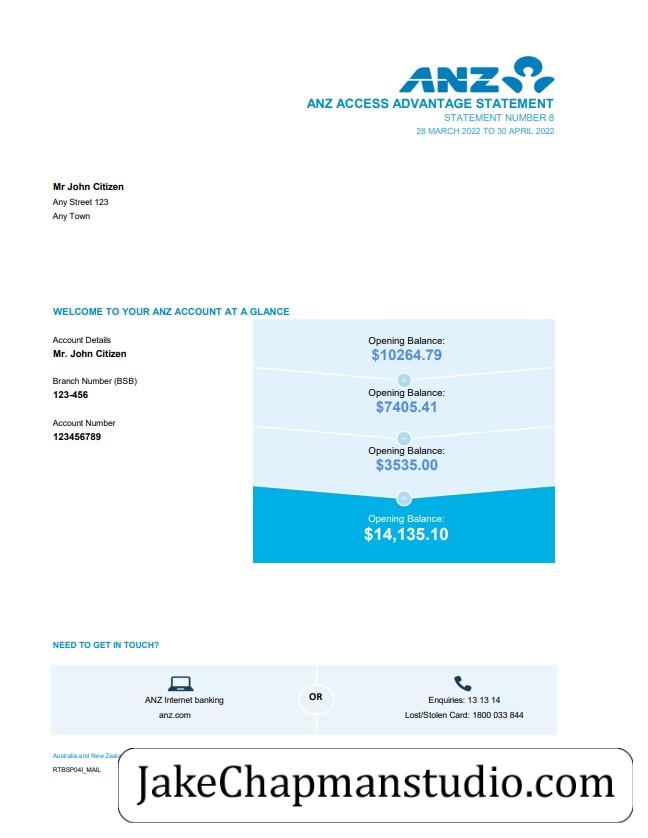 ANZ
ANZ ACCESS ADVANTAGE STATEMENT
STATEMENT NUMBER 8
28 MARCH 2022 TO 30 APRIL 2022
Mr John Citizen
Any Street 123
Any Town
WELCOME TO YOUR ANZ ACCOUNT AT A GLANCE
Account Details
Mr. John Citizen
Branch Number (BSB)
123-456
Account Number
123456789
Opening Balance:
$10264.79
+
Opening Balance:
$7405.41
–
Opening Balance:
$3535.00
=
Opening Balance:
$14,135.10
NEED TO GET IN TOUCH?
ANZ Internet banking
anz.com
OR
Enquiries: 13 13 14
Lost/Stolen Card: 1800 033 844
Australia and New
RTBSP04I_MAIL
JakeChapmanstudio.com